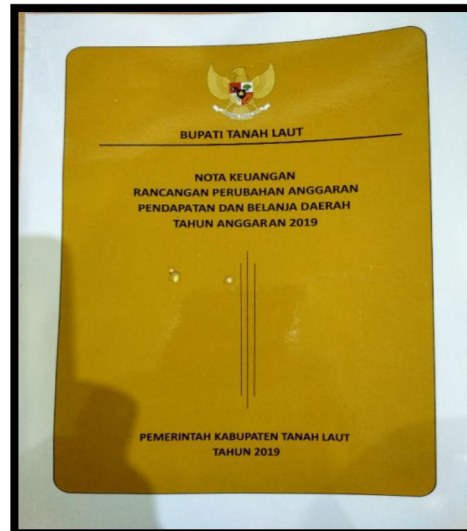 BUPATI TANAH LAUT
NOTA KEUANGAN
RANCANGAN PERUBAHAN ANGGARAN
PENDAPATAN DAN BELANJA DAERAH
TAHUN ANGGARAN 2019
PEMERINTAH KABUPATEN TANAH LAUT
TAHUN 2019